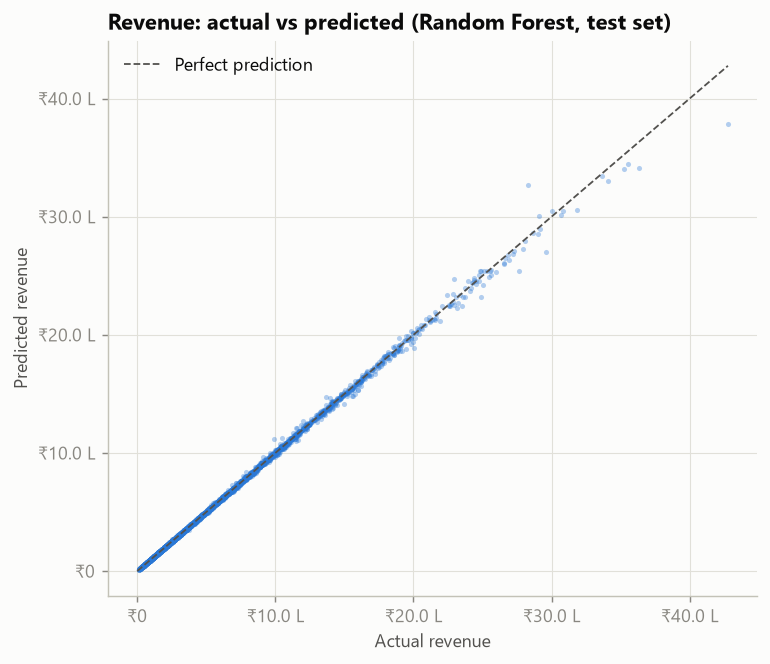 Revenue: actual vs predicted (Random Forest, test set)
Perfect prediction
₹40.0 L
₹30.0 L
₹20.0 L
₹10.0 L
₹0
Predicted revenue
₹0
₹10.0 L
₹20.0 L
₹30.0 L
₹40.0 L
Actual revenue